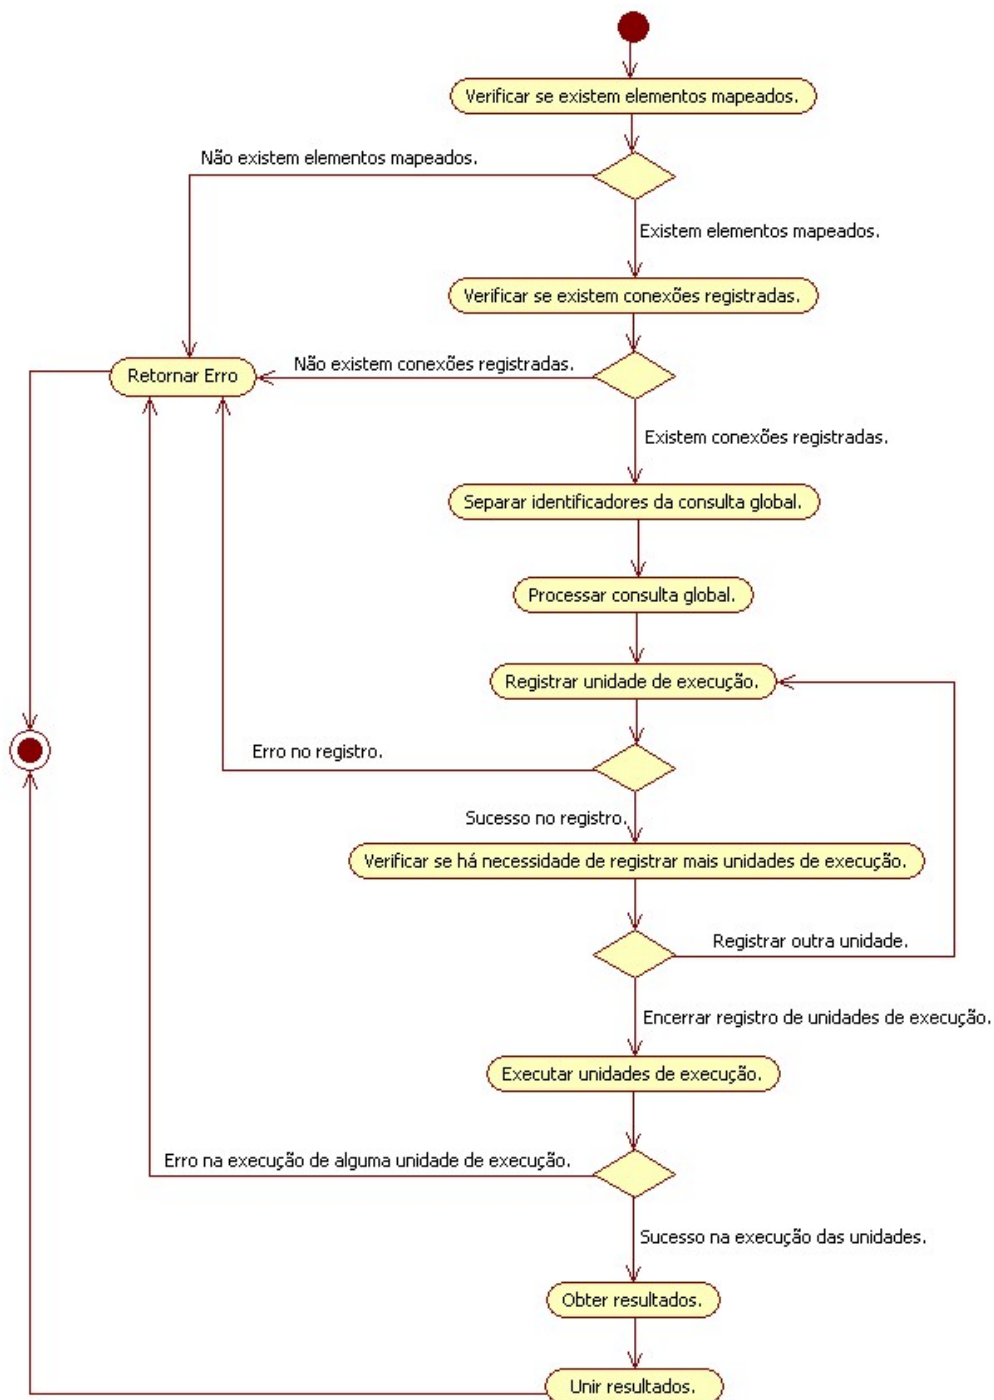 Verificar se existem elementos mapeados.
Não existem elementos mapeados.
Existem elementos mapeados.
Verificar se existem conexões registradas.
Não existem conexões registradas.
Retornar Erro
Existem conexões registradas.
Separar identificadores da consulta global.
Processar consulta global.
Registrar unidade de execução.
Erro no registro.
Sucesso no registro.
Verificar se há necessidade de registrar mais unidades de execução.
Registrar outra unidade.
Encerrar registro de unidades de execução.
Executar unidades de execução.
Erro na execução de alguma unidade de execução.
Sucesso na execução das unidades.
Obter resultados.
Unir resultados.